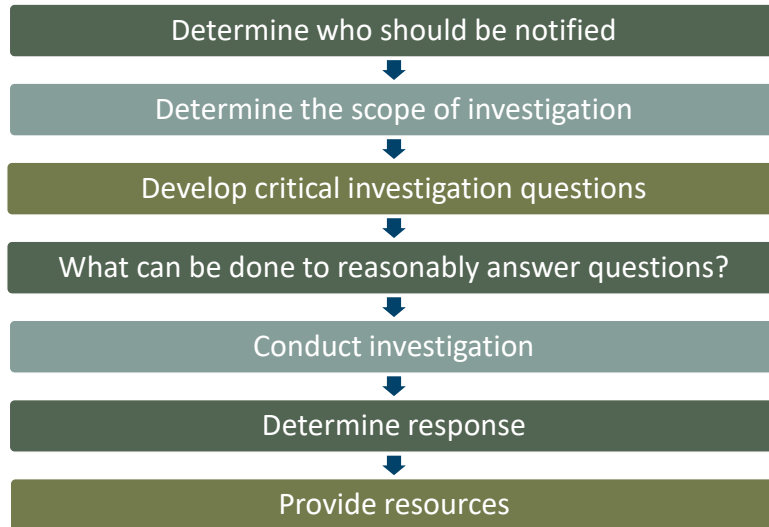 Determine who should be notified
Determine the scope of investigation
Develop critical investigation questions
What can be done to reasonably answer questions?
Conduct investigation
Determine response
Provide resources